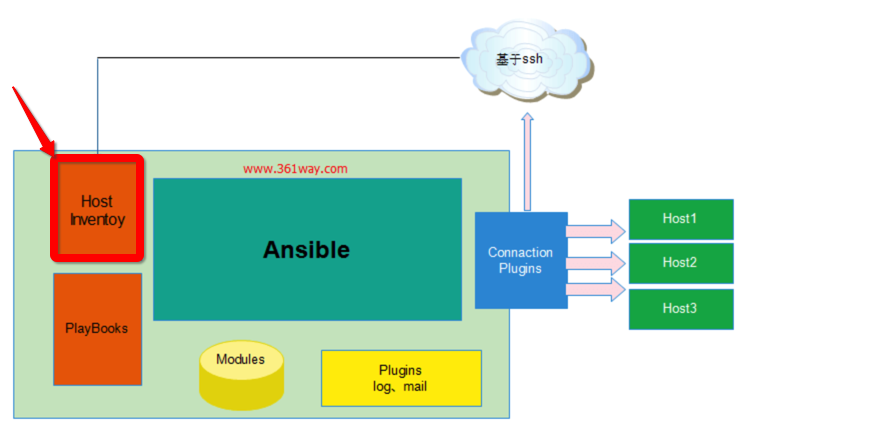 基于ssh
www.361way.com
Host
Inventoy
Ansible
Connaction
Plugins
Host1
Host2
Host3
PlayBooks
Modules
Plugins
log、mail